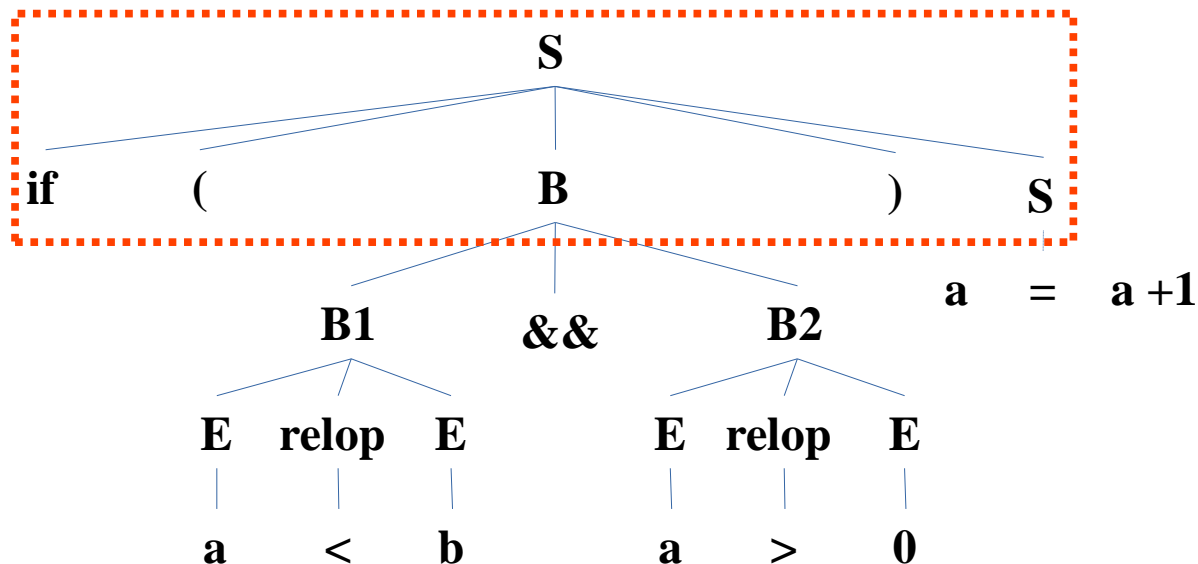 S
if ( B ) S
a = a +1
B1 && B2
E relop E E relop E
a < b a > 0